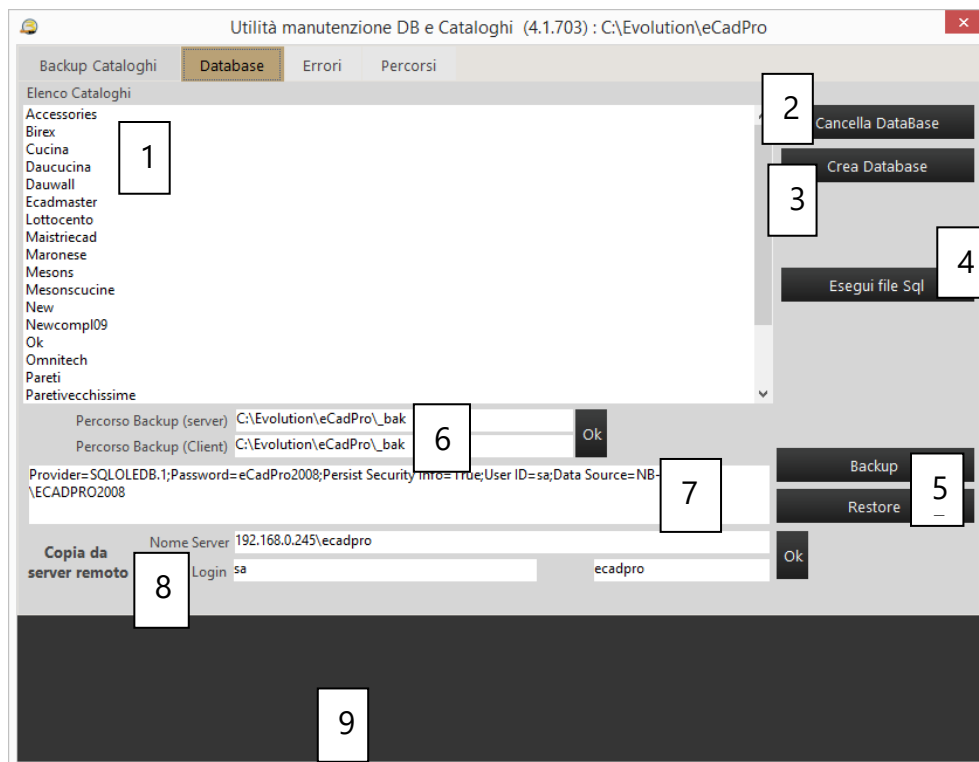 Utilità manutenzione DB e Cataloghi (4.1.703) : C:\Evolution\eCadPro
Backup Cataloghi Database Errori Percorsi
Elenco Cataloghi
Accessories
Birex
Cucina
Daucucina
Dauwall
Ecadmaster
Lottocento
Maistriecad
Maronese
Mesons
Mesonscucine
New
Newcompl09
Ok
Omnitech
Pareti
Paretivecchissime
1
2
Cancella DataBase
Crea Database
3
4
Esegui file Sql
Percorso Backup (server) C:\Evolution\eCadPro\_bak
Percorso Backup (Client) C:\Evolution\eCadPro\_bak
6
Ok
Provider=SQLOLEDB.1;Password=eCadPro2008;Persist Security Info=True;User ID=sa;Data Source=NB-
\ECADPRO2008
7
Backup
Restore
5
Copia da
server remoto
Nome Server 192.168.0.245\ecadpro
Login sa ecadpro
Ok
8
9